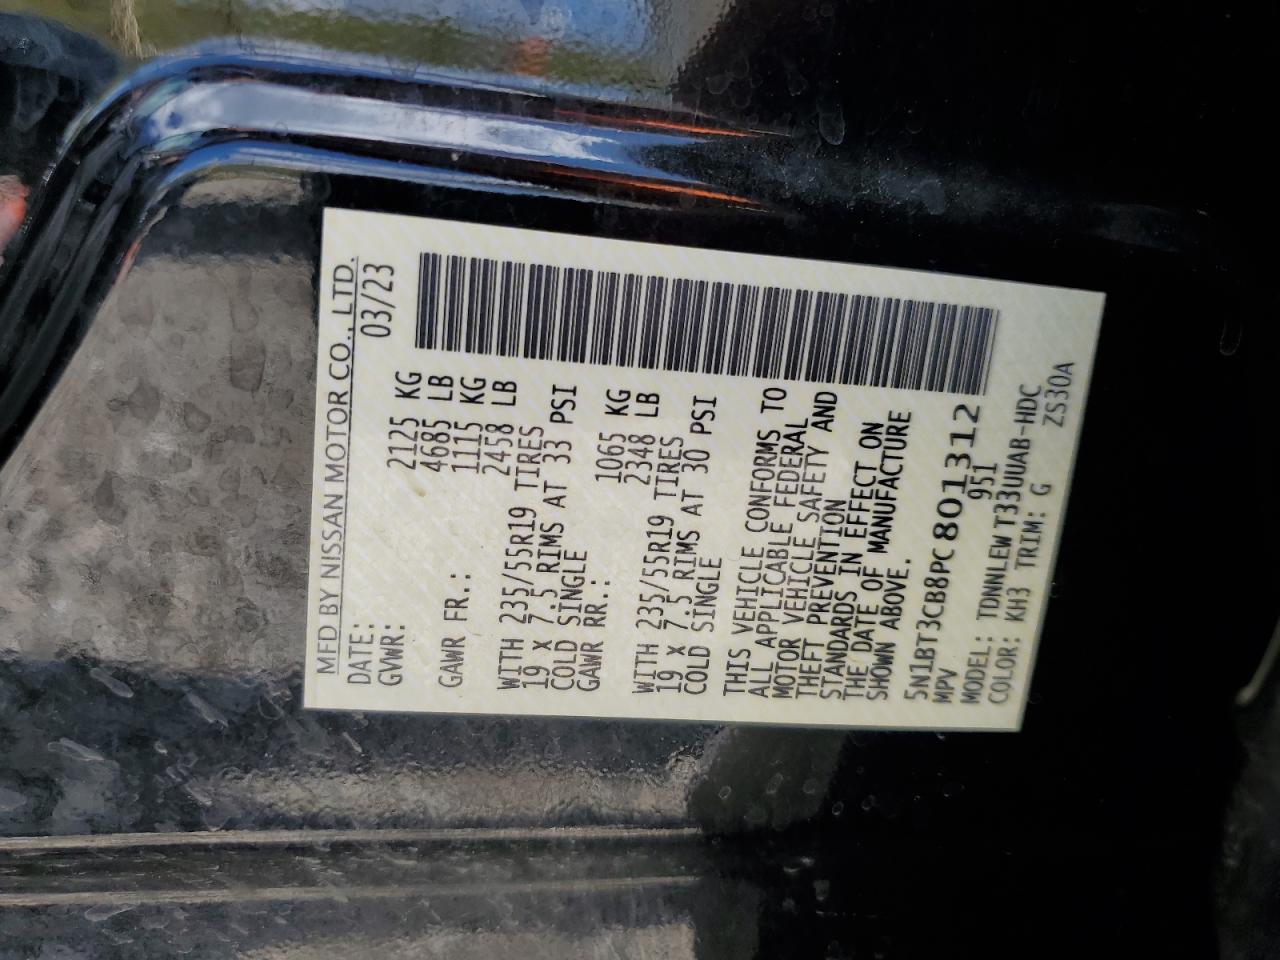 MFD BY NISSAN MOTOR CO., LTD.
DATE: 03/23
GVWR: 2125 KG
4685 LB
GAWR FR.: 1115 KG
2458 LB
WITH 235/55R19 TIRES
19 X 7.5 RIMS AT 33 PSI
COLD SINGLE
GAWR RR.: 1065 KG
2348 LB
WITH 235/55R19 TIRES
19 X 7.5 RIMS AT 30 PSI
COLD SINGLE
THIS VEHICLE CONFORMS TO
ALL APPLICABLE FEDERAL
MOTOR VEHICLE SAFETY AND
THEFT PREVENTION
STANDARDS IN EFFECT ON
THE DATE OF MANUFACTURE
SHOWN ABOVE.
5N1BT3CB8PC801312
MPV 951
MODEL: TDNNLEW T33UUAB-HDC
COLOR: KH3 TRIM: G ZS30A